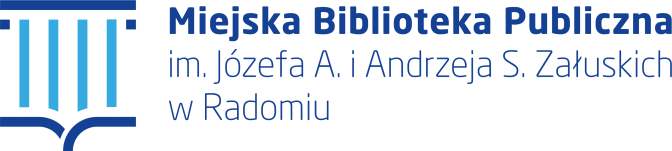 Miejska Biblioteka Publiczna
im. Józefa A. i Andrzeja S. Załuskich
w Radomiu